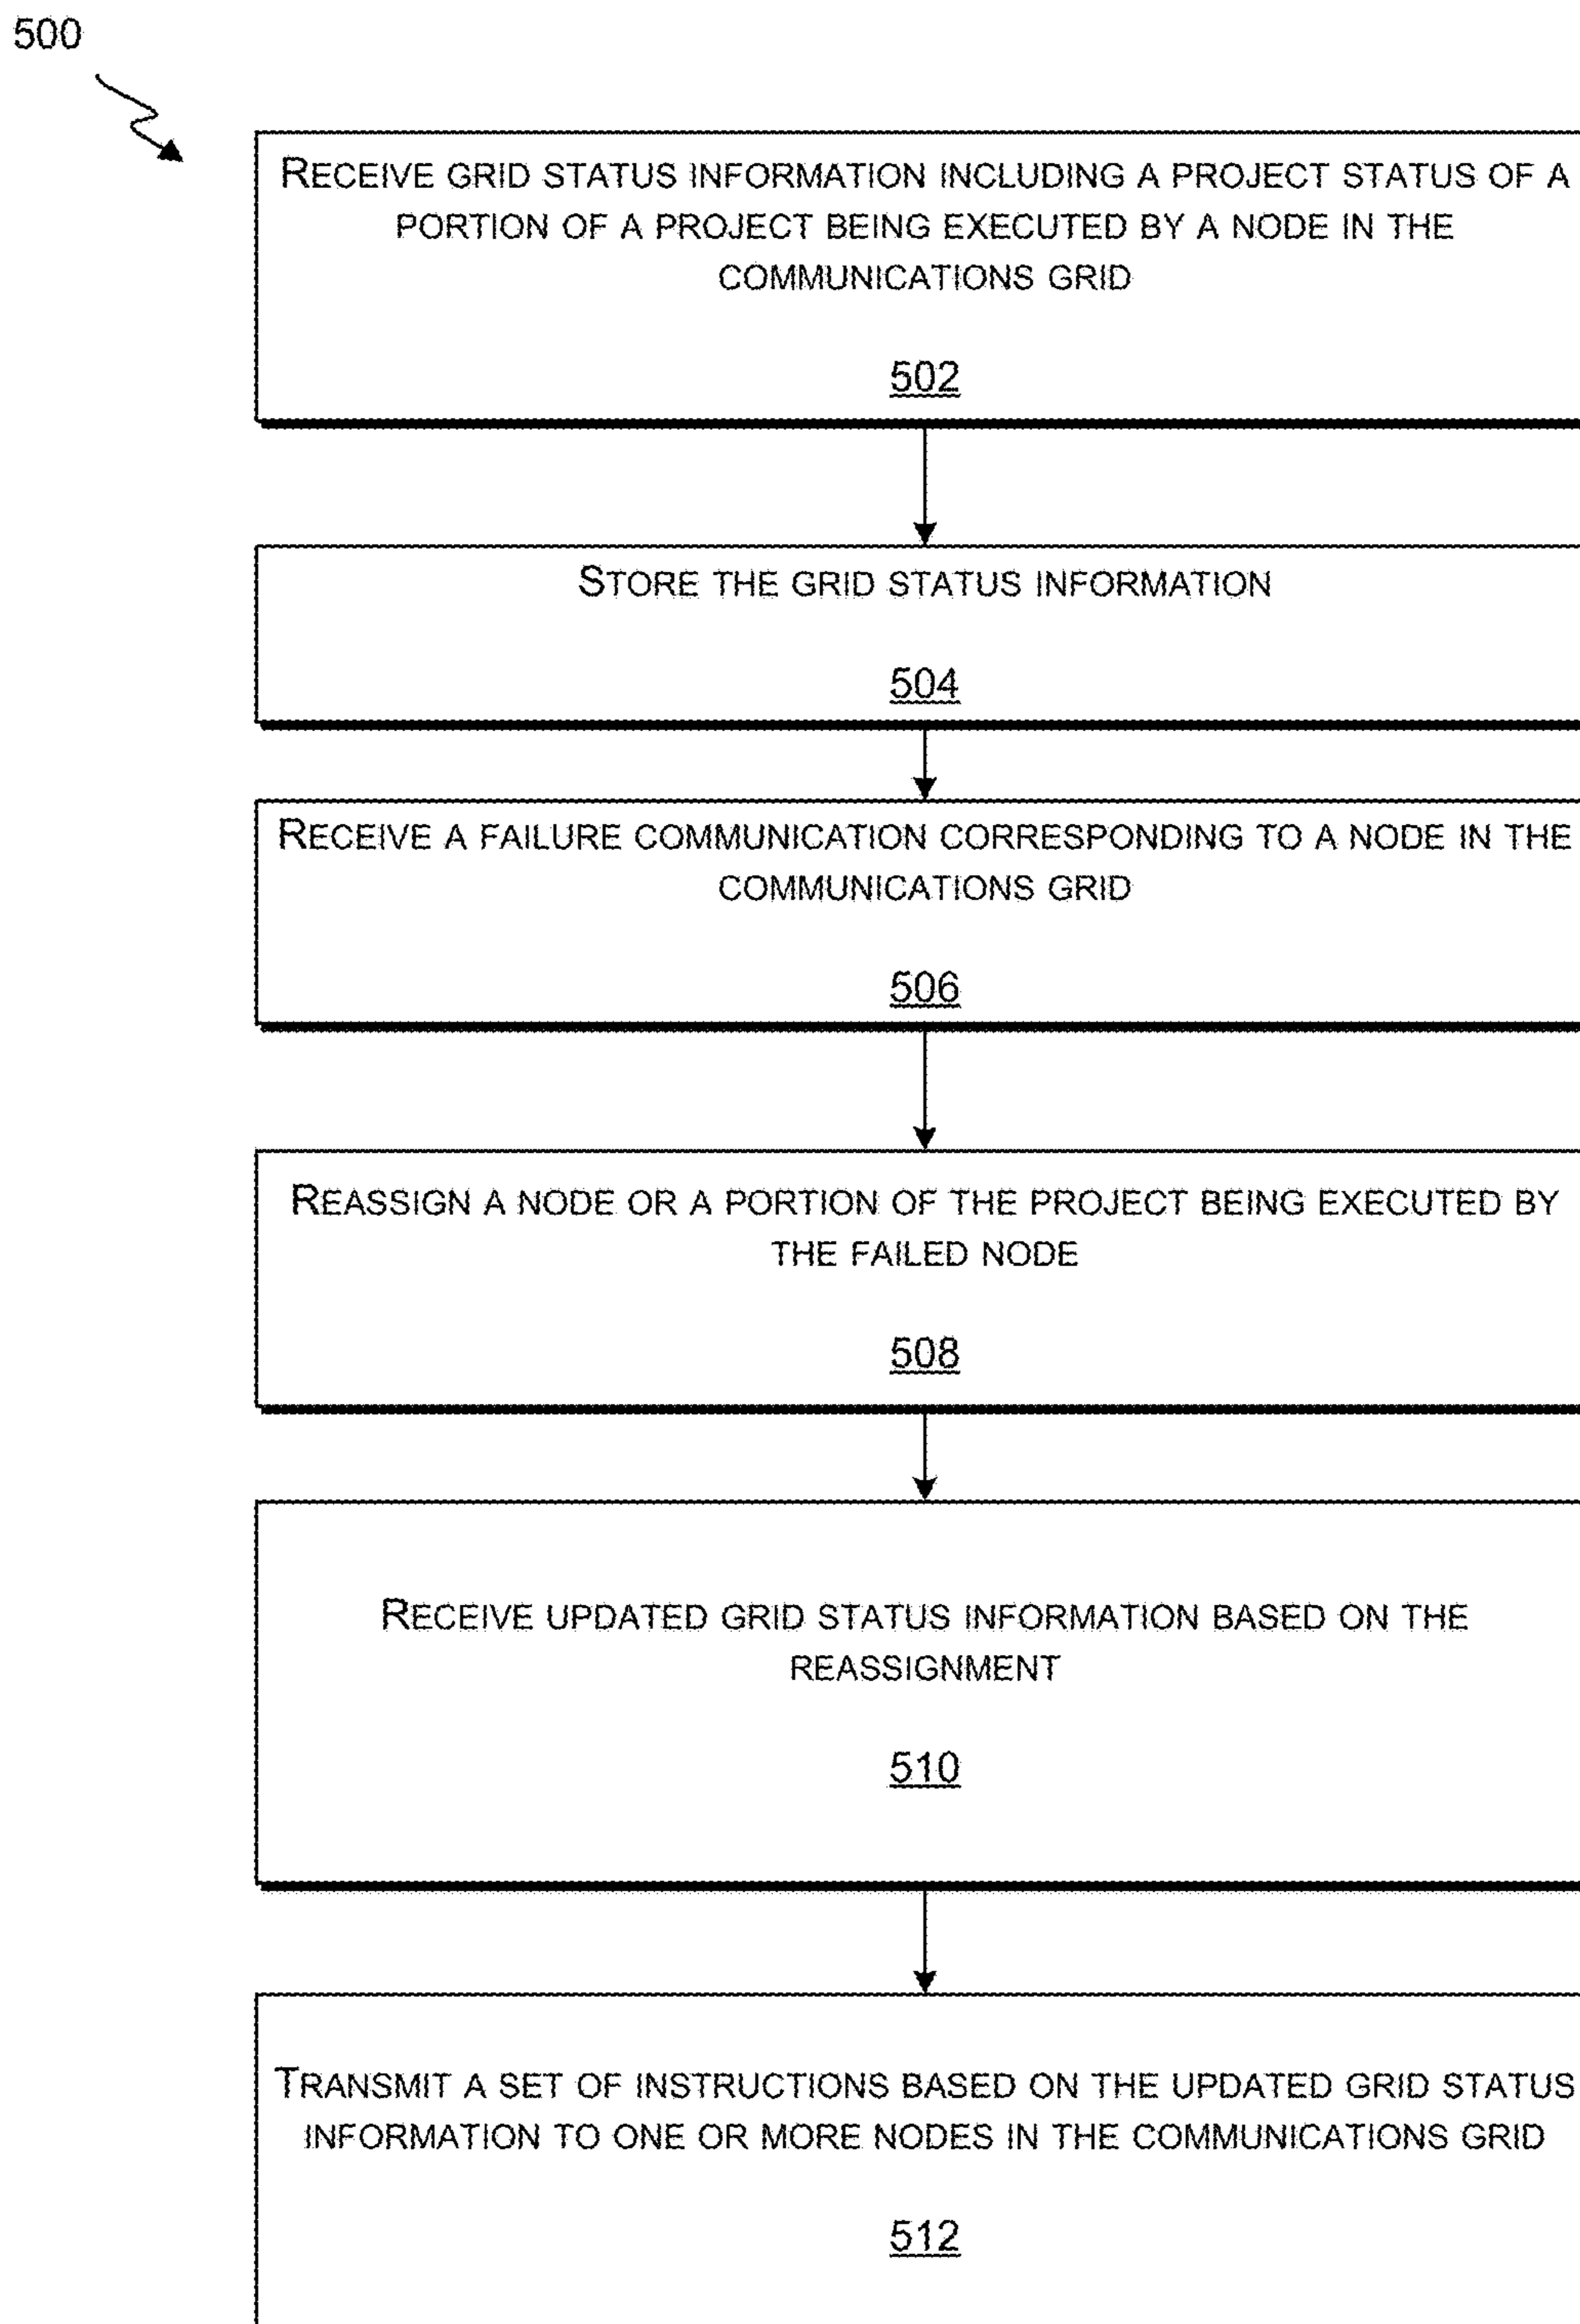 500
RECEIVE GRID STATUS INFORMATION INCLUDING A PROJECT STATUS OF A
PORTION OF A PROJECT BEING EXECUTED BY A NODE IN THE
COMMUNICATIONS GRID
502
STORE THE GRID STATUS INFORMATION
504
RECEIVE A FAILURE COMMUNICATION CORRESPONDING TO A NODE IN THE
COMMUNICATIONS GRID
506
REASSIGN A NODE OR A PORTION OF THE PROJECT BEING EXECUTED BY
THE FAILED NODE
508
RECEIVE UPDATED GRID STATUS INFORMATION BASED ON THE
REASSIGNMENT
510
TRANSMIT A SET OF INSTRUCTIONS BASED ON THE UPDATED GRID STATUS
INFORMATION TO ONE OR MORE NODES IN THE COMMUNICATIONS GRID
512